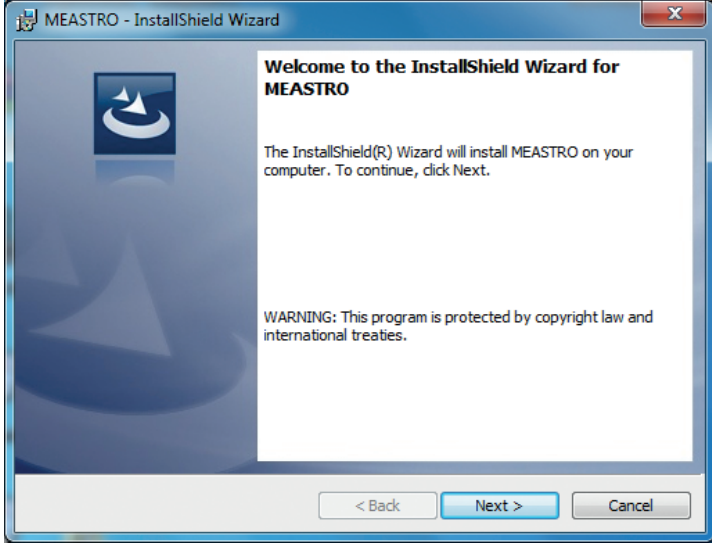 MEASTRO - InstallShield Wizard
Welcome to the InstallShield Wizard for
MEASTRO
The InstallShield(R) Wizard will install MEASTRO on your
computer. To continue, click Next.
WARNING: This program is protected by copyright law and
international treaties.
< Back Next > Cancel